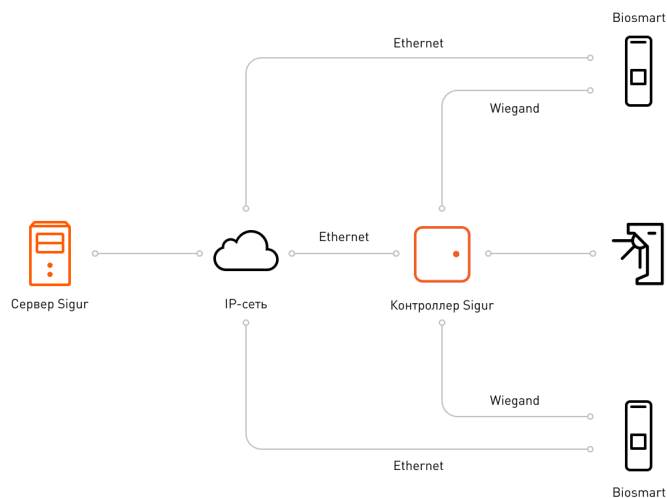 Biosmart
Ethernet
Wiegand
Ethernet
Сервер Sigur
IP-сеть
Контроллер Sigur
Wiegand
Ethernet
Biosmart